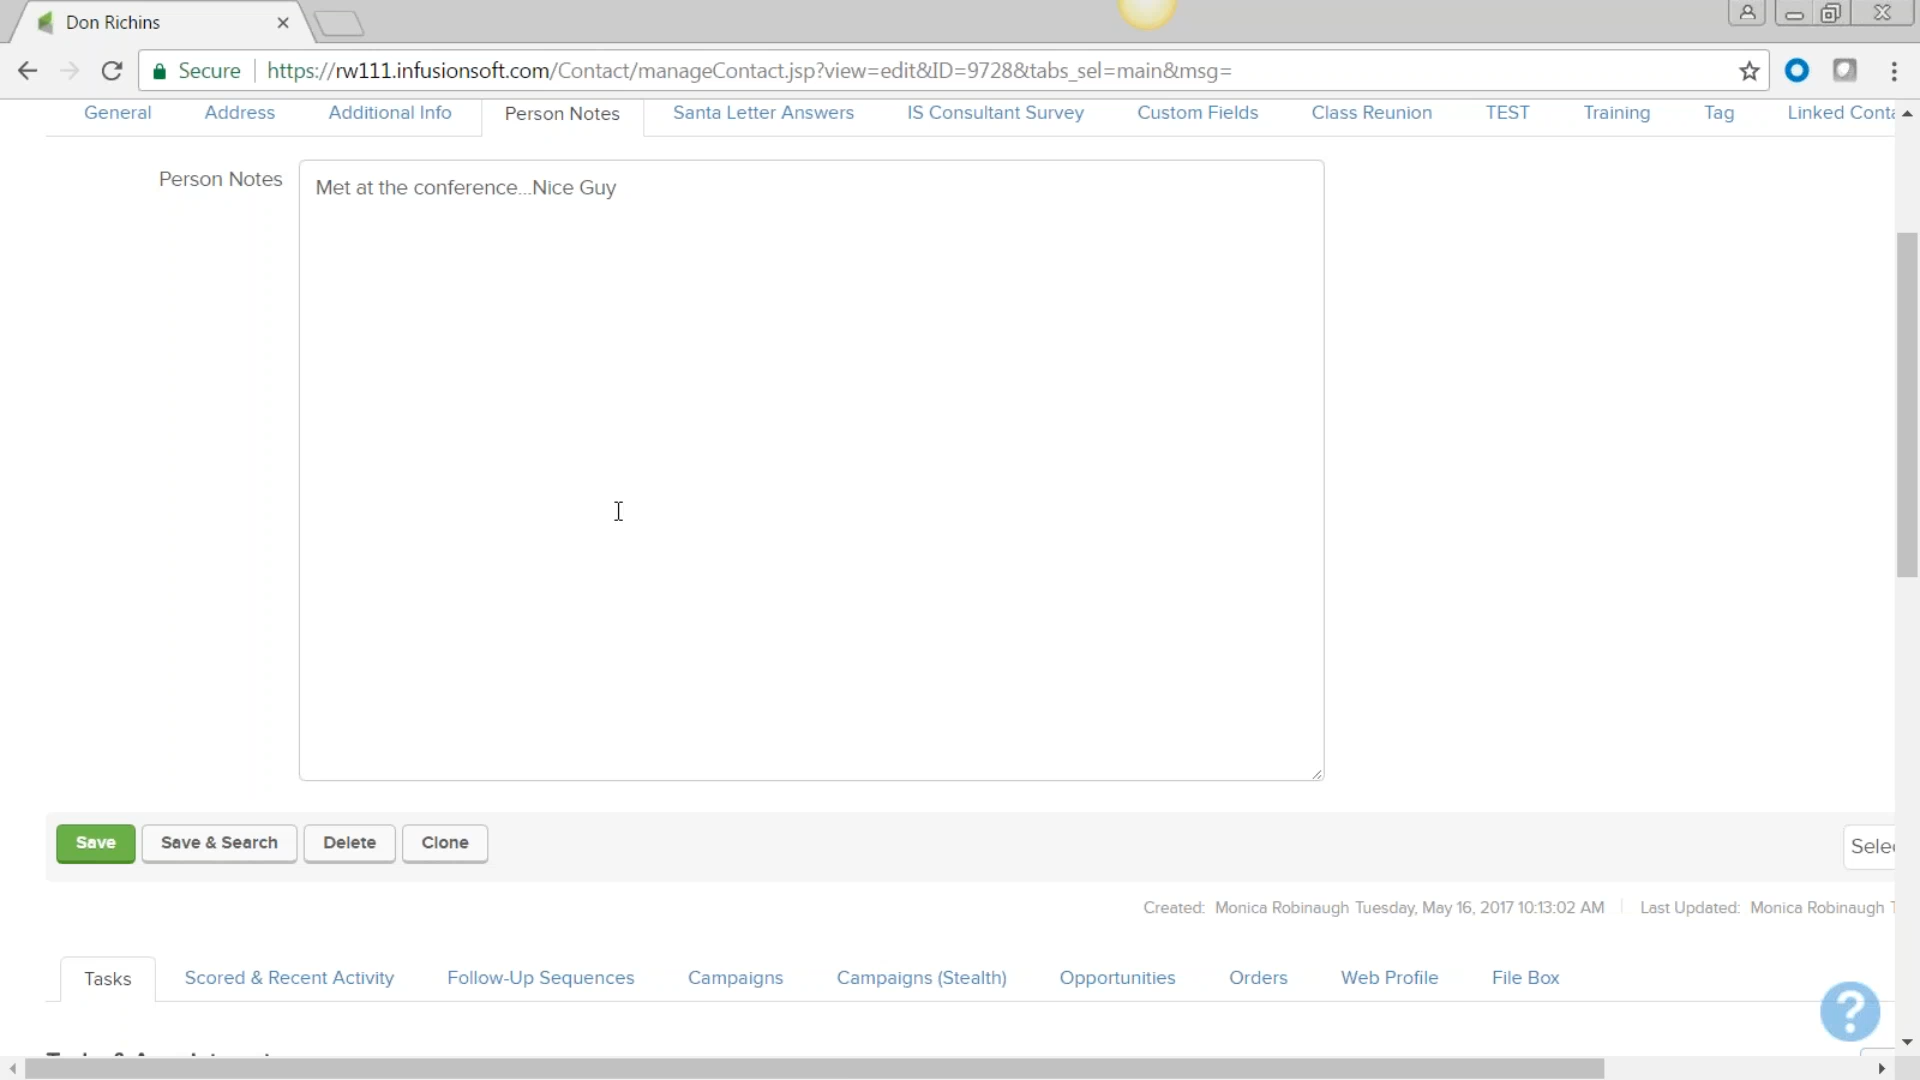 Don Richins
Secure https://rw111.infusionsoft.com/Contact/manageContact.jsp?view=edit&ID=9728&tabs_sel=main&msg=
General Address Additional Info Person Notes Santa Letter Answers IS Consultant Survey Custom Fields Class Reunion TEST Training Tag Linked Conta
Person Notes
Met at the conference...Nice Guy
Save Save & Search Delete Clone
Selec
Created: Monica Robinaugh Tuesday, May 16, 2017 10:13:02 AM Last Updated: Monica Robinaugh T
Tasks Scored & Recent Activity Follow-Up Sequences Campaigns Campaigns (Stealth) Opportunities Orders Web Profile File Box
?